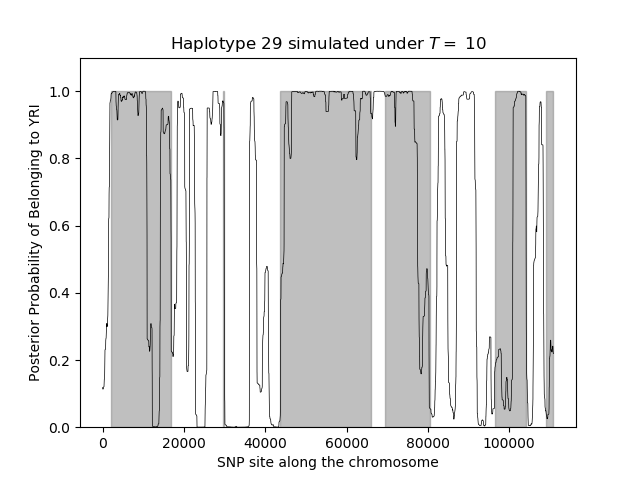 Haplotype 29 simulated under T = 10
Posterior Probability of Belonging to YRI
1.0
0.8
0.6
0.4
0.2
0.0
0 20000 40000 60000 80000 100000
SNP site along the chromosome